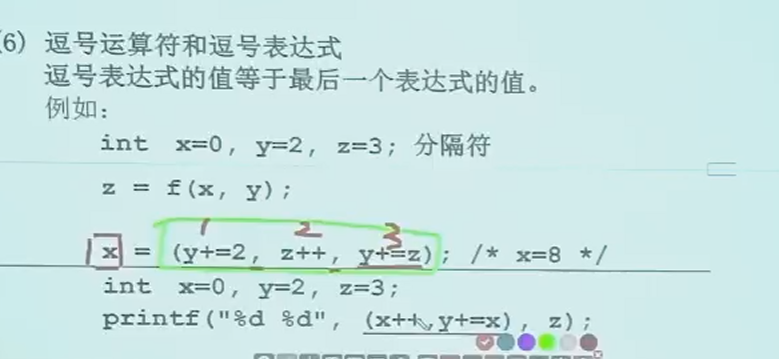 (6) 逗号运算符和逗号表达式
逗号表达式的值等于最后一个表达式的值。
例如：
int x=0, y=2, z=3; 分隔符
z = f(x, y);
1 2 3
x = (y+=2, z++, y+=z); /* x=8 */
int x=0, y=2, z=3;
printf("%d %d", (x++, y+=x), z);